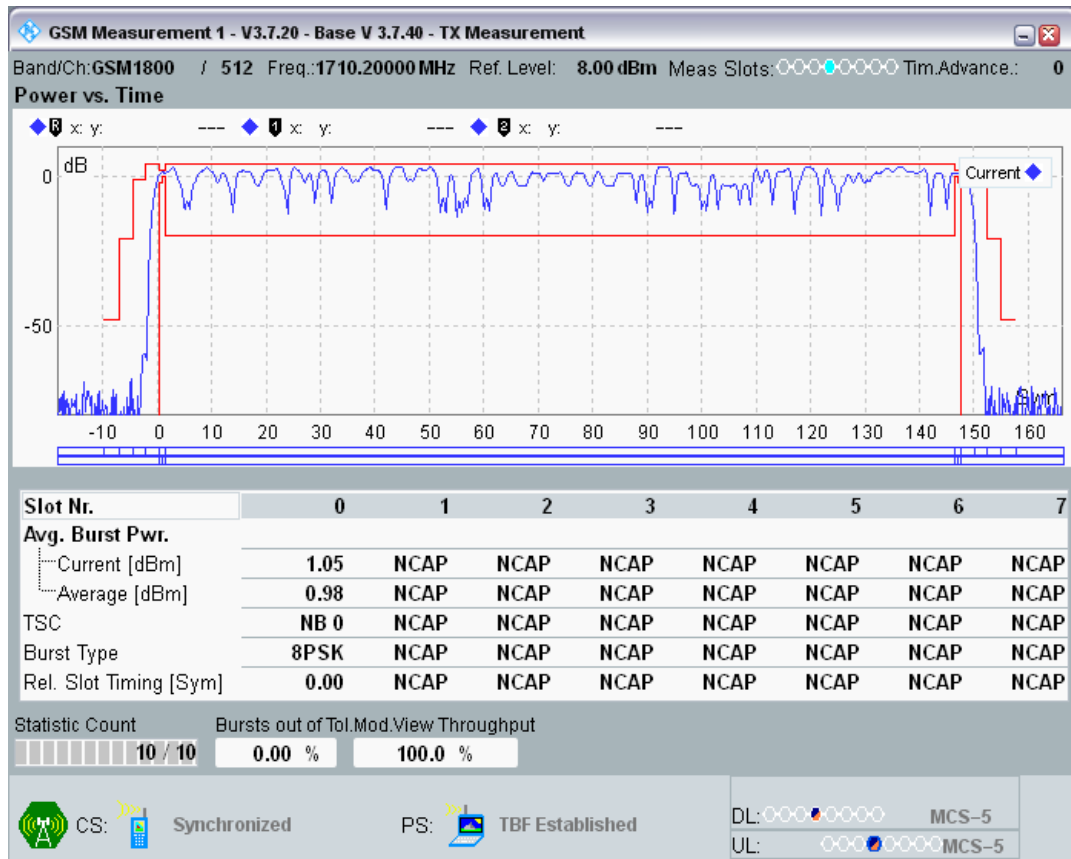 GSM Measurement 1 - V3.7.20 - Base V 3.7.40 - TX Measurement
Band/Ch:GSM1800 / 512 Freq.:1710.20000 MHz Ref. Level: 8.00 dBm Meas Slots: Tim.Advance.: 0
Power vs. Time
R x: y: --- 1 x: y: --- 2 x: y: ---
dB
Current
0
-50
Sym
-10 0 10 20 30 40 50 60 70 80 90 100 110 120 130 140 150 160
Slot Nr. 0 1 2 3 4 5 6 7
Avg. Burst Pwr.
Current [dBm] 1.05 NCAP NCAP NCAP NCAP NCAP NCAP NCAP
Average [dBm] 0.98 NCAP NCAP NCAP NCAP NCAP NCAP NCAP
TSC NB 0 NCAP NCAP NCAP NCAP NCAP NCAP NCAP
Burst Type 8PSK NCAP NCAP NCAP NCAP NCAP NCAP NCAP
Rel. Slot Timing [Sym] 0.00 NCAP NCAP NCAP NCAP NCAP NCAP NCAP
Statistic Count Bursts out of Tol.Mod.View Throughput
10 / 10 0.00 % 100.0 %
CS: Synchronized PS: TBF Established DL: MCS-5
UL: MCS-5